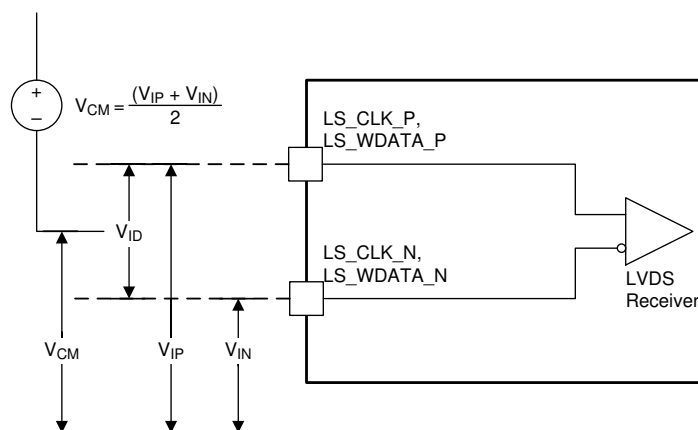 +
−
V_CM = (V_IP + V_IN) / 2
LS_CLK_P,
LS_WDATA_P
V_ID
LS_CLK_N,
LS_WDATA_N
LVDS
Receiver
V_CM
V_IP
V_IN